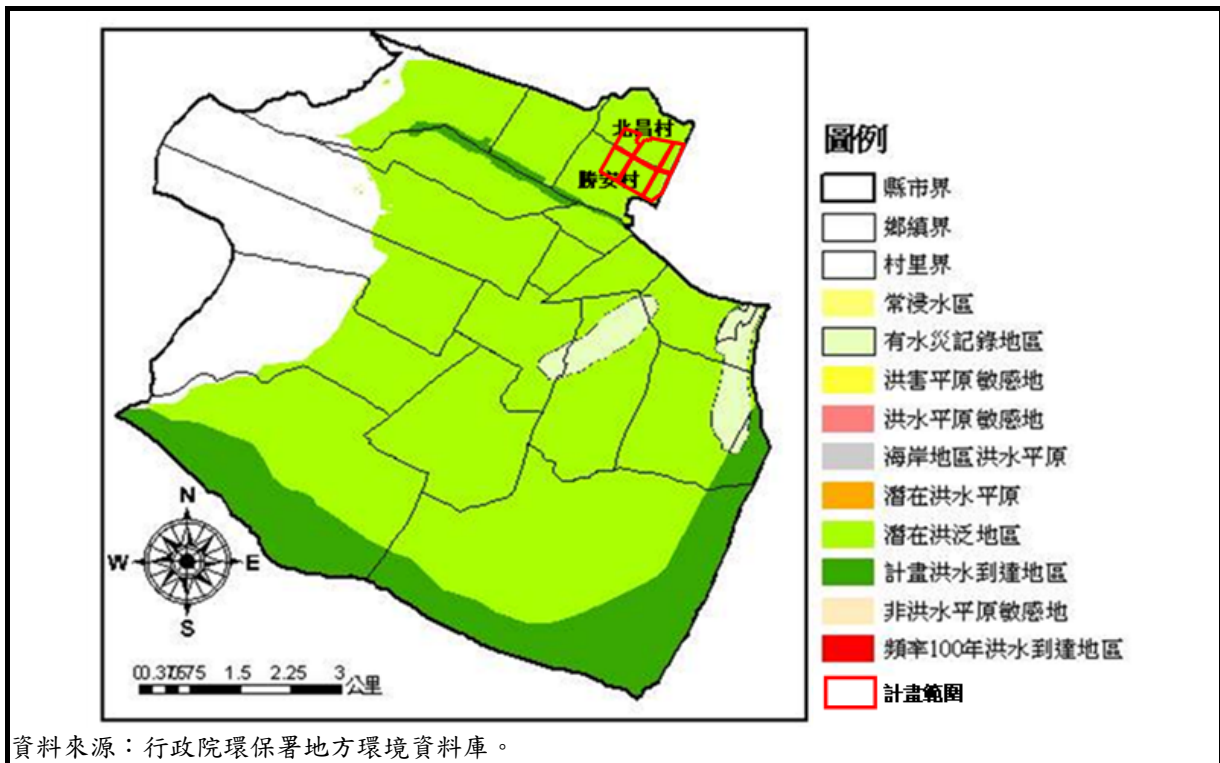 北昌村
勝安村
N
W
E
S
00.37575 1.5 2.25 3
公里
圖例
縣市界
鄉鎮界
村里界
常浸水區
有水災記錄地區
洪害平原敏感地
洪水平原敏感地
海岸地區洪水平原
潛在洪水平原
潛在洪泛地區
計畫洪水到達地區
非洪水平原敏感地
頻率100年洪水到達地區
計畫範圍
資料來源：行政院環保署地方環境資料庫。